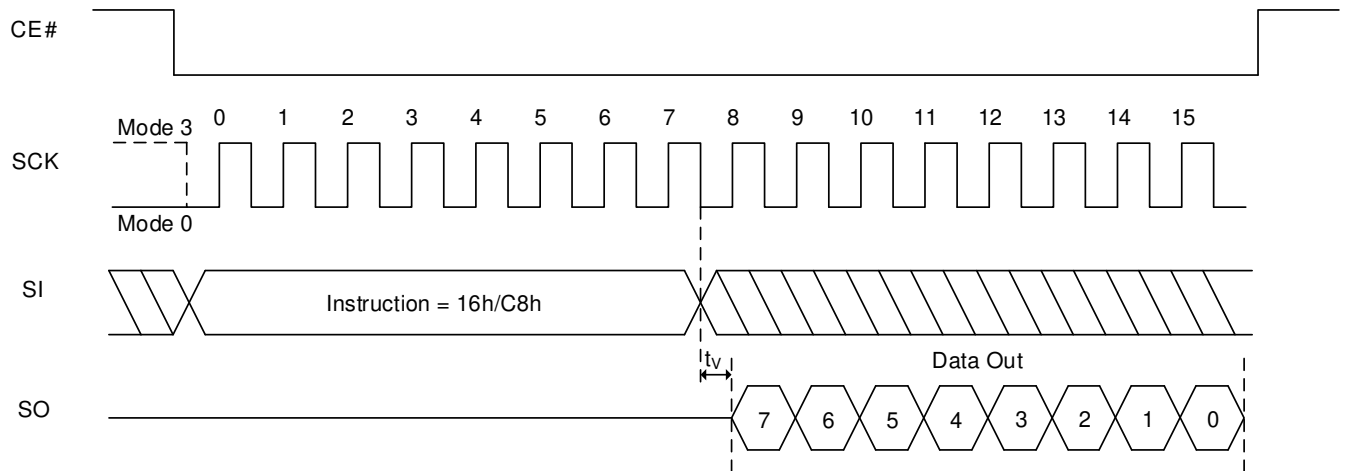 CE#
0 1 2 3 4 5 6 7 8 9 10 11 12 13 14 15
Mode 3
SCK
Mode 0
SI
Instruction = 16h/C8h
tV
Data Out
SO
7 6 5 4 3 2 1 0